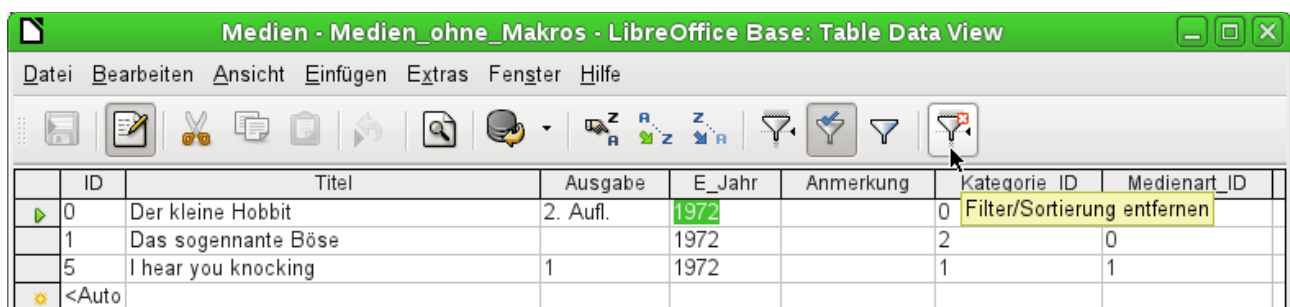 Medien - Medien_ohne_Makros - LibreOffice Base: Table Data View
Datei Bearbeiten Ansicht Einfügen Extras Fenster Hilfe
ID Titel Ausgabe E_Jahr Anmerkung Kategorie_ID Medienart_ID
0 Der kleine Hobbit 2. Aufl. 1972 0 Filter/Sortierung entfernen
1 Das sogennante Böse 1972 2 0
5 I hear you knocking 1 1972 1 1
<Auto